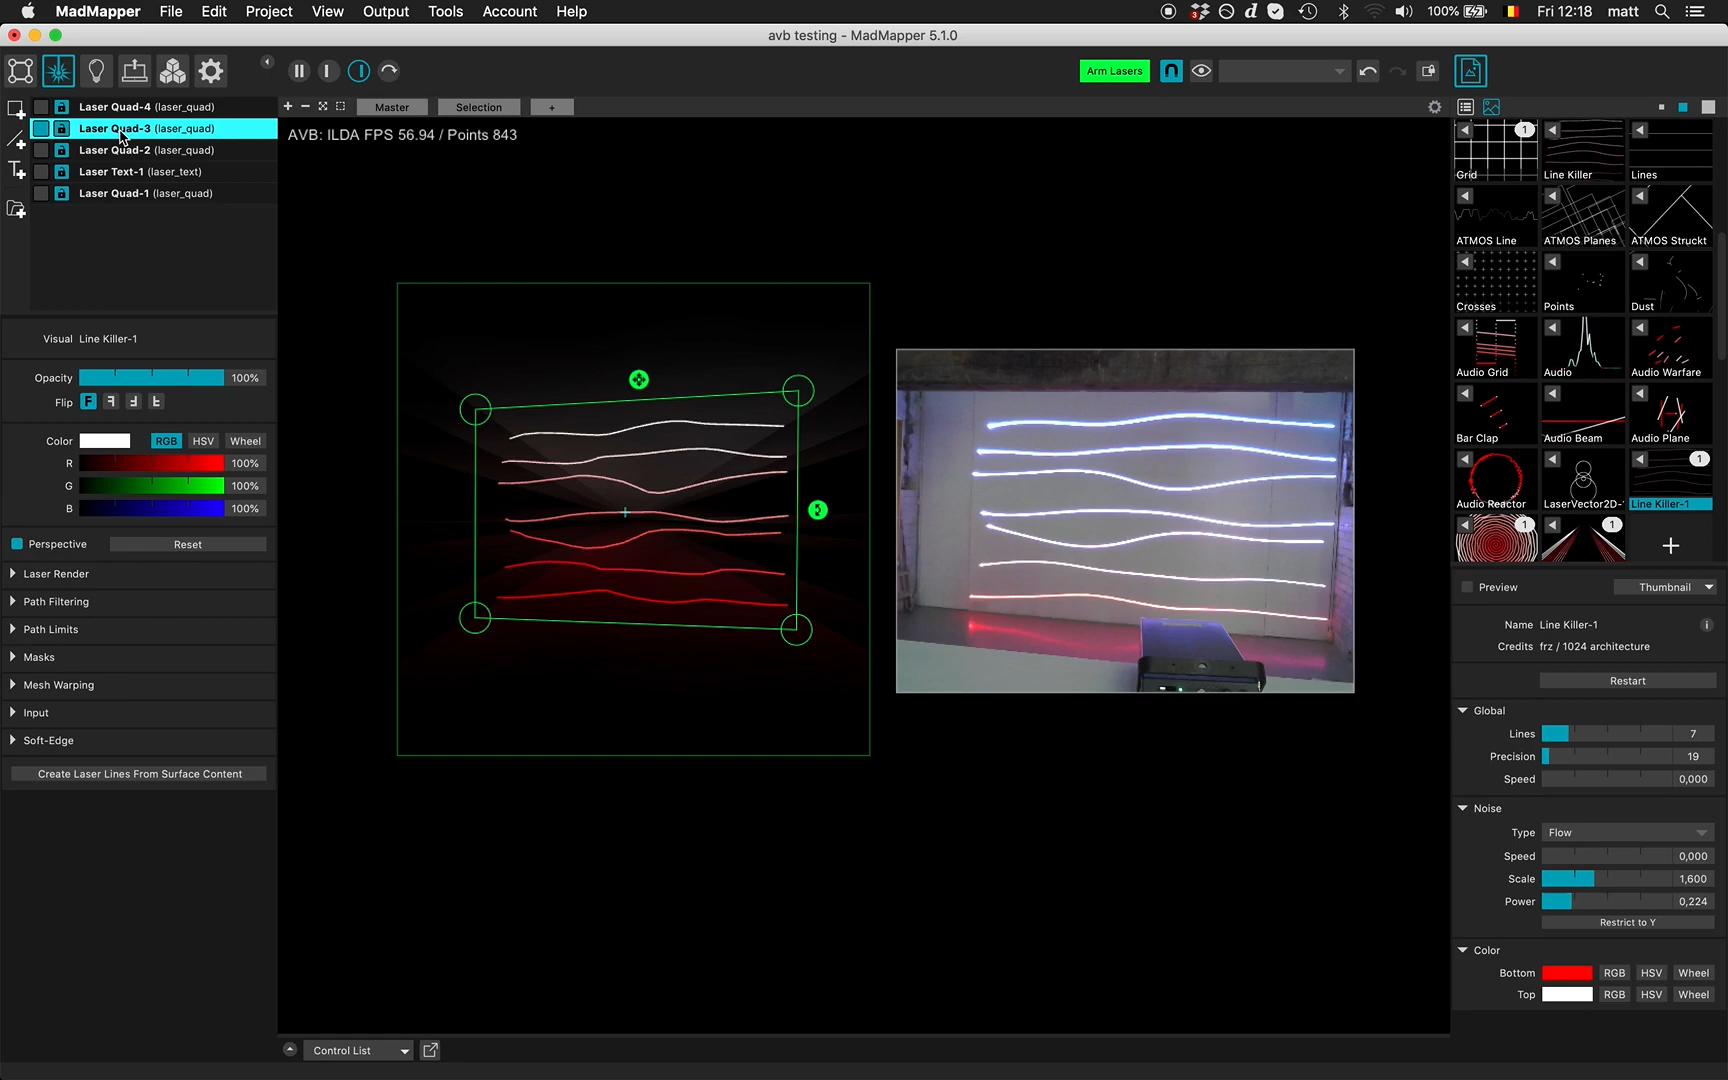 MadMapper File Edit Project View Output Tools Account Help
3 100% Fri 12:18 matt
avb testing - MadMapper 5.1.0
Arm Lasers
Master Selection +
AVB: ILDA FPS 56.94 / Points 843
Laser Quad-4 (laser_quad)
Laser Quad-3 (laser_quad)
Laser Quad-2 (laser_quad)
Laser Text-1 (laser_text)
Laser Quad-1 (laser_quad)
Visual Line Killer-1
Opacity 100%
Flip
Color RGB HSV Wheel
R 100%
G 100%
B 100%
Perspective Reset
Laser Render
Path Filtering
Path Limits
Masks
Mesh Warping
Input
Soft-Edge
Create Laser Lines From Surface Content
Control List
1
Grid Line Killer Lines
ATMOS Line ATMOS Planes ATMOS Struckt
Crosses Points Dust
Audio Grid Audio Audio Warfare
Bar Clap Audio Beam Audio Plane
1
Audio Reactor LaserVector2D- Line Killer-1
1 1
Preview Thumbnail
Name Line Killer-1
Credits frz / 1024 architecture
Restart
Global
Lines 7
Precision 19
Speed 0,000
Noise
Type Flow
Speed 0,000
Scale 1,600
Power 0,224
Restrict to Y
Color
Bottom RGB HSV Wheel
Top RGB HSV Wheel